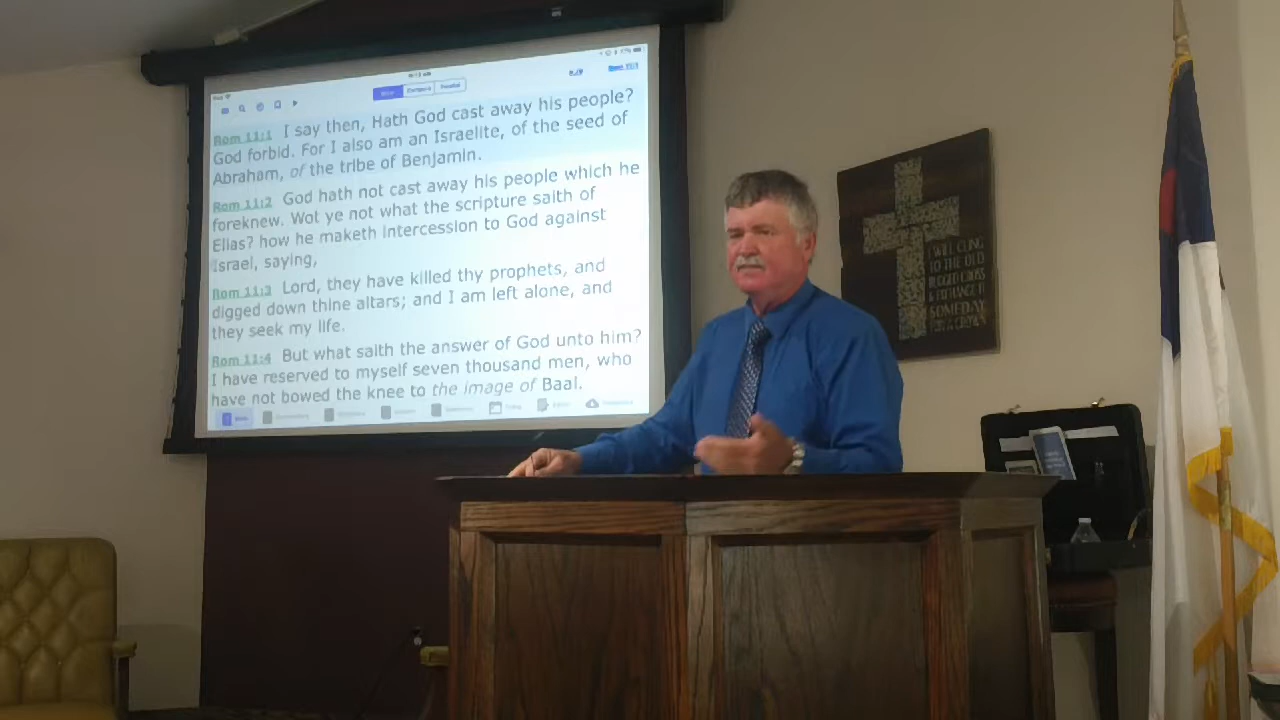 Rom 11:1 I say then, Hath God cast away his people?
God forbid. For I also am an Israelite, of the seed of
Abraham, of the tribe of Benjamin.
Rom 11:2 God hath not cast away his people which he
foreknew. Wot ye not what the scripture saith of
Elias? how he maketh intercession to God against
Israel, saying,
Rom 11:3 Lord, they have killed thy prophets, and
digged down thine altars; and I am left alone, and
they seek my life.
Rom 11:4 But what saith the answer of God unto him?
I have reserved to myself seven thousand men, who
have not bowed the knee to the image of Baal.
I WILL CLING
TO THE OLD
RUGGED CROSS
& EXCHANGE IT
SOMEDAY
FOR A CROWN